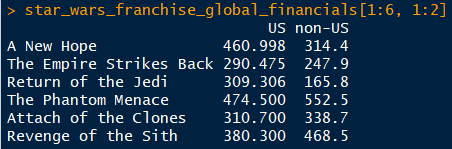 > star_wars_franchise_global_financials[1:6, 1:2]
US non-US
A New Hope 460.998 314.4
The Empire Strikes Back 290.475 247.9
Return of the Jedi 309.306 165.8
The Phantom Menace 474.500 552.5
Attach of the Clones 310.700 338.7
Revenge of the Sith 380.300 468.5